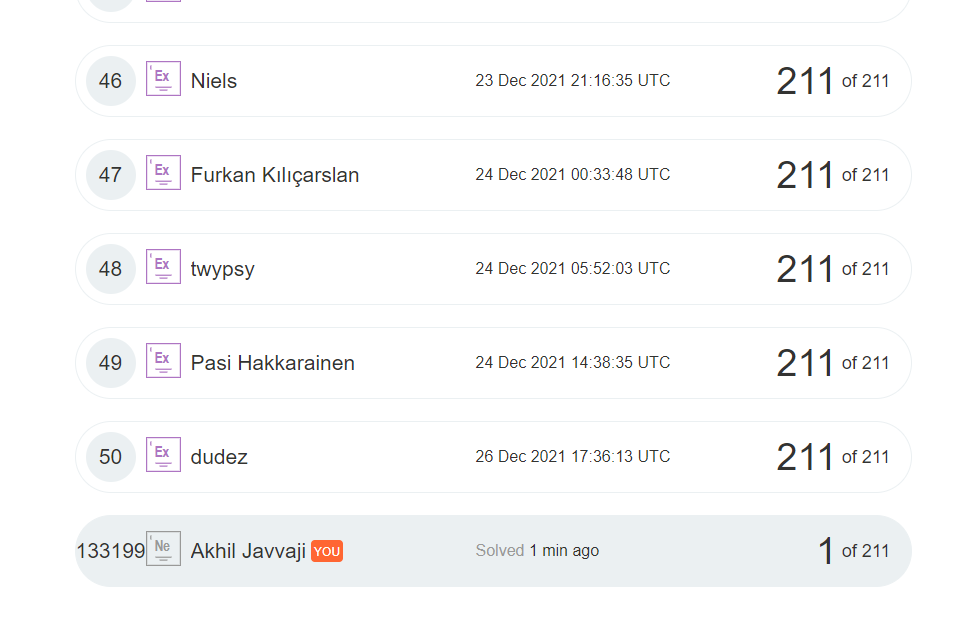 46 'Ex Niels 23 Dec 2021 21:16:35 UTC 211 of 211
47 'Ex Furkan Kılıçarslan 24 Dec 2021 00:33:48 UTC 211 of 211
48 'Ex twypsy 24 Dec 2021 05:52:03 UTC 211 of 211
49 'Ex Pasi Hakkarainen 24 Dec 2021 14:38:35 UTC 211 of 211
50 'Ex dudez 26 Dec 2021 17:36:13 UTC 211 of 211
133199 'Ne Akhil Javvaji YOU Solved 1 min ago 1 of 211